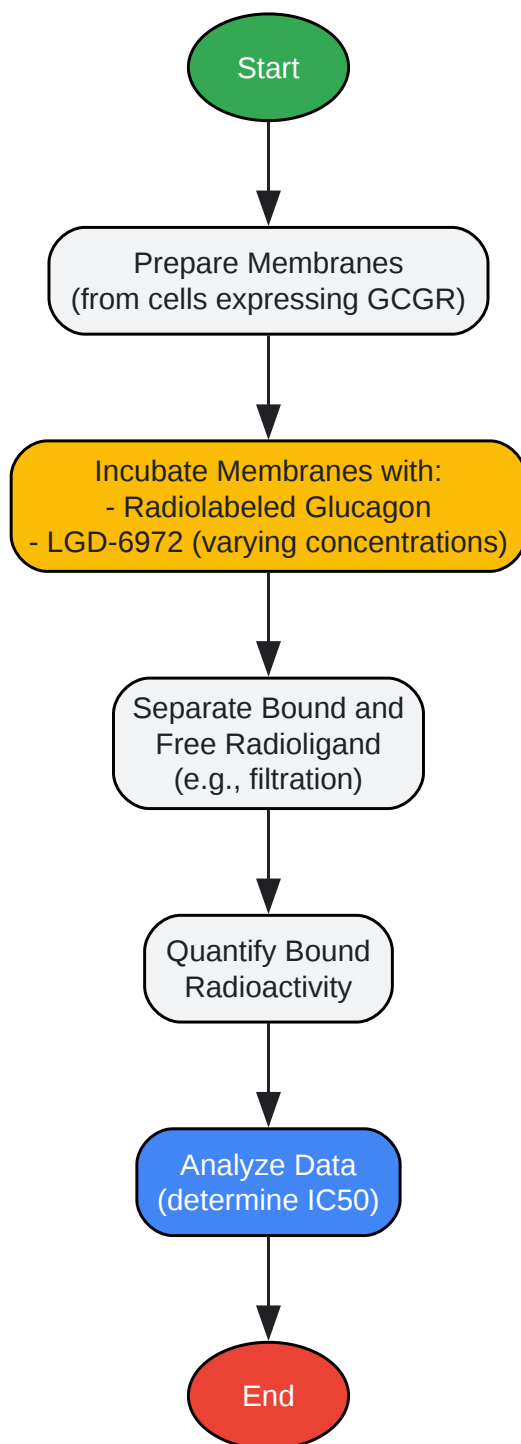 Start
Prepare Membranes
(from cells expressing GCGR)
Incubate Membranes with:
- Radiolabeled Glucagon
- LGD-6972 (varying concentrations)
Separate Bound and
Free Radioligand
(e.g., filtration)
Quantify Bound
Radioactivity
Analyze Data
(determine IC50)
End